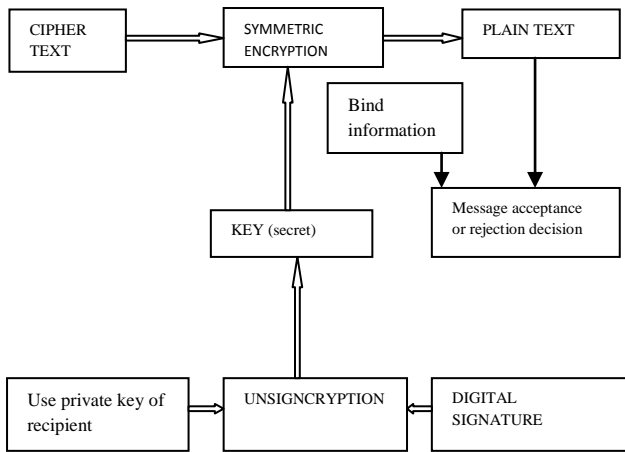 CIPHER
TEXT
SYMMETRIC
ENCRYPTION
PLAIN TEXT
Bind
information
KEY (secret)
Message acceptance
or rejection decision
Use private key of
recipient
UNSIGNCRYPTION
DIGITAL
SIGNATURE